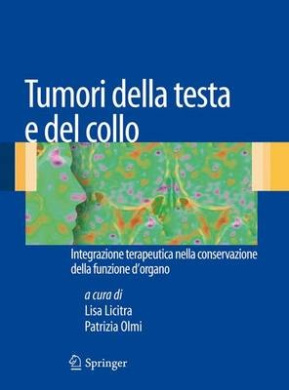 Tumori della testa
e del collo
Integrazione terapeutica nella conservazione
della funzione d'organo
a cura di
Lisa Licitra
Patrizia Olmi
Springer